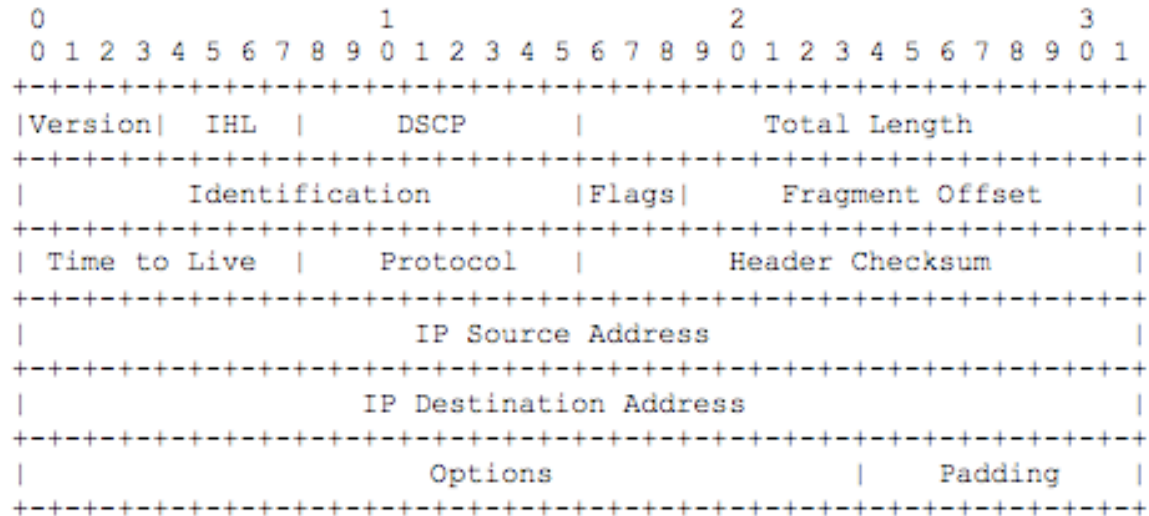 0 1 2 3
0 1 2 3 4 5 6 7 8 9 0 1 2 3 4 5 6 7 8 9 0 1 2 3 4 5 6 7 8 9 0 1
+-+-+-+-+-+-+-+-+-+-+-+-+-+-+-+-+-+-+-+-+-+-+-+-+-+-+-+-+-+-+-+-+
|Version| IHL | DSCP | Total Length |
+-+-+-+-+-+-+-+-+-+-+-+-+-+-+-+-+-+-+-+-+-+-+-+-+-+-+-+-+-+-+-+-+
| Identification |Flags| Fragment Offset |
+-+-+-+-+-+-+-+-+-+-+-+-+-+-+-+-+-+-+-+-+-+-+-+-+-+-+-+-+-+-+-+-+
| Time to Live | Protocol | Header Checksum |
+-+-+-+-+-+-+-+-+-+-+-+-+-+-+-+-+-+-+-+-+-+-+-+-+-+-+-+-+-+-+-+-+
| IP Source Address |
+-+-+-+-+-+-+-+-+-+-+-+-+-+-+-+-+-+-+-+-+-+-+-+-+-+-+-+-+-+-+-+-+
| IP Destination Address |
+-+-+-+-+-+-+-+-+-+-+-+-+-+-+-+-+-+-+-+-+-+-+-+-+-+-+-+-+-+-+-+-+
| Options | Padding |
+-+-+-+-+-+-+-+-+-+-+-+-+-+-+-+-+-+-+-+-+-+-+-+-+-+-+-+-+-+-+-+-+